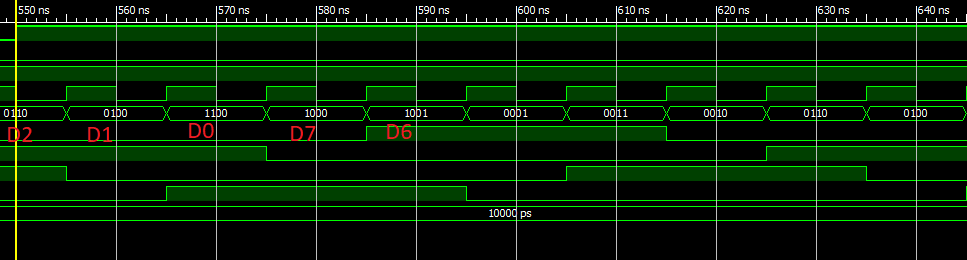 550 ns 560 ns 570 ns 580 ns 590 ns 600 ns 610 ns 620 ns 630 ns 640 ns
0110 0100 1100 1000 1001 0001 0011 0010 0110 0100
D2 D1 D0 D7 D6
10000 ps